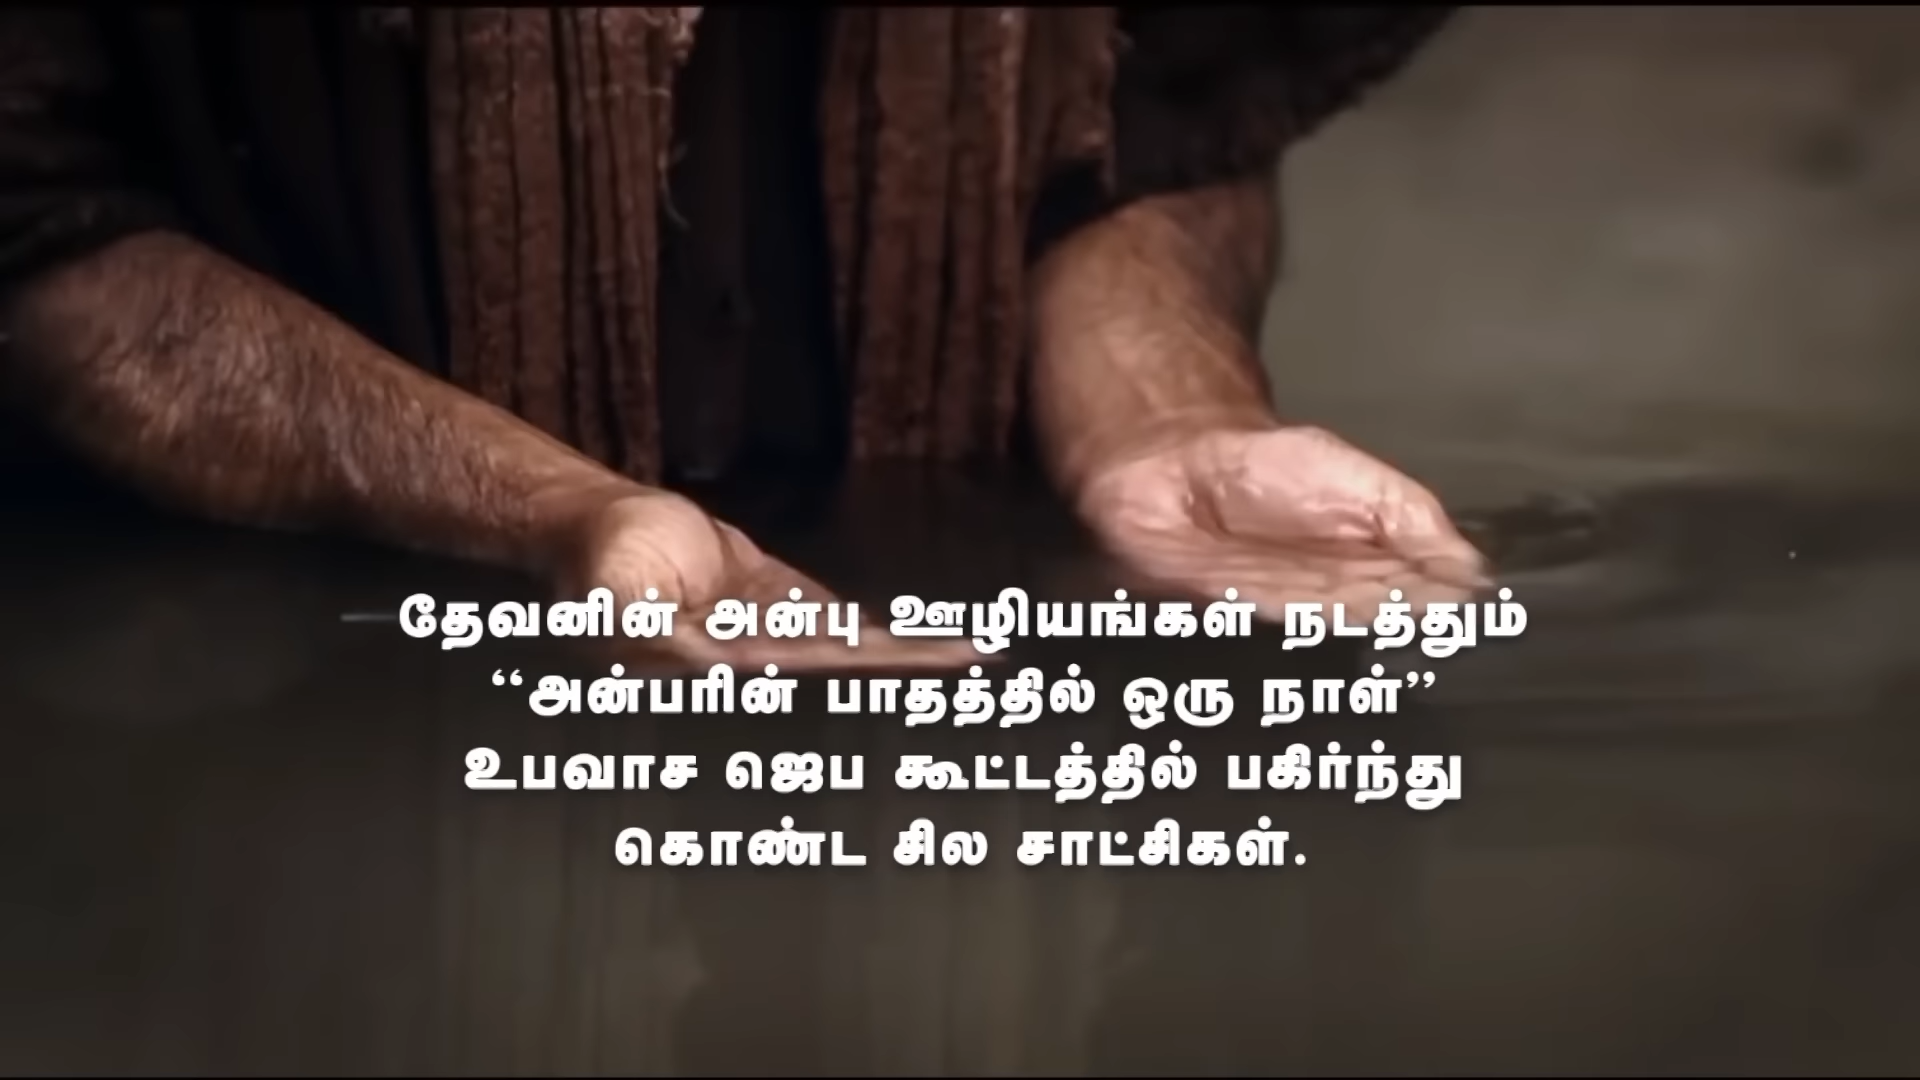 தேவனின் அன்பு ஊழியங்கள் நடத்தும்
“அன்பரின் பாதத்தில் ஒரு நாள்”
உபவாச ஜெப கூட்டத்தில் பகிர்ந்து
கொண்ட சில சாட்சிகள்.